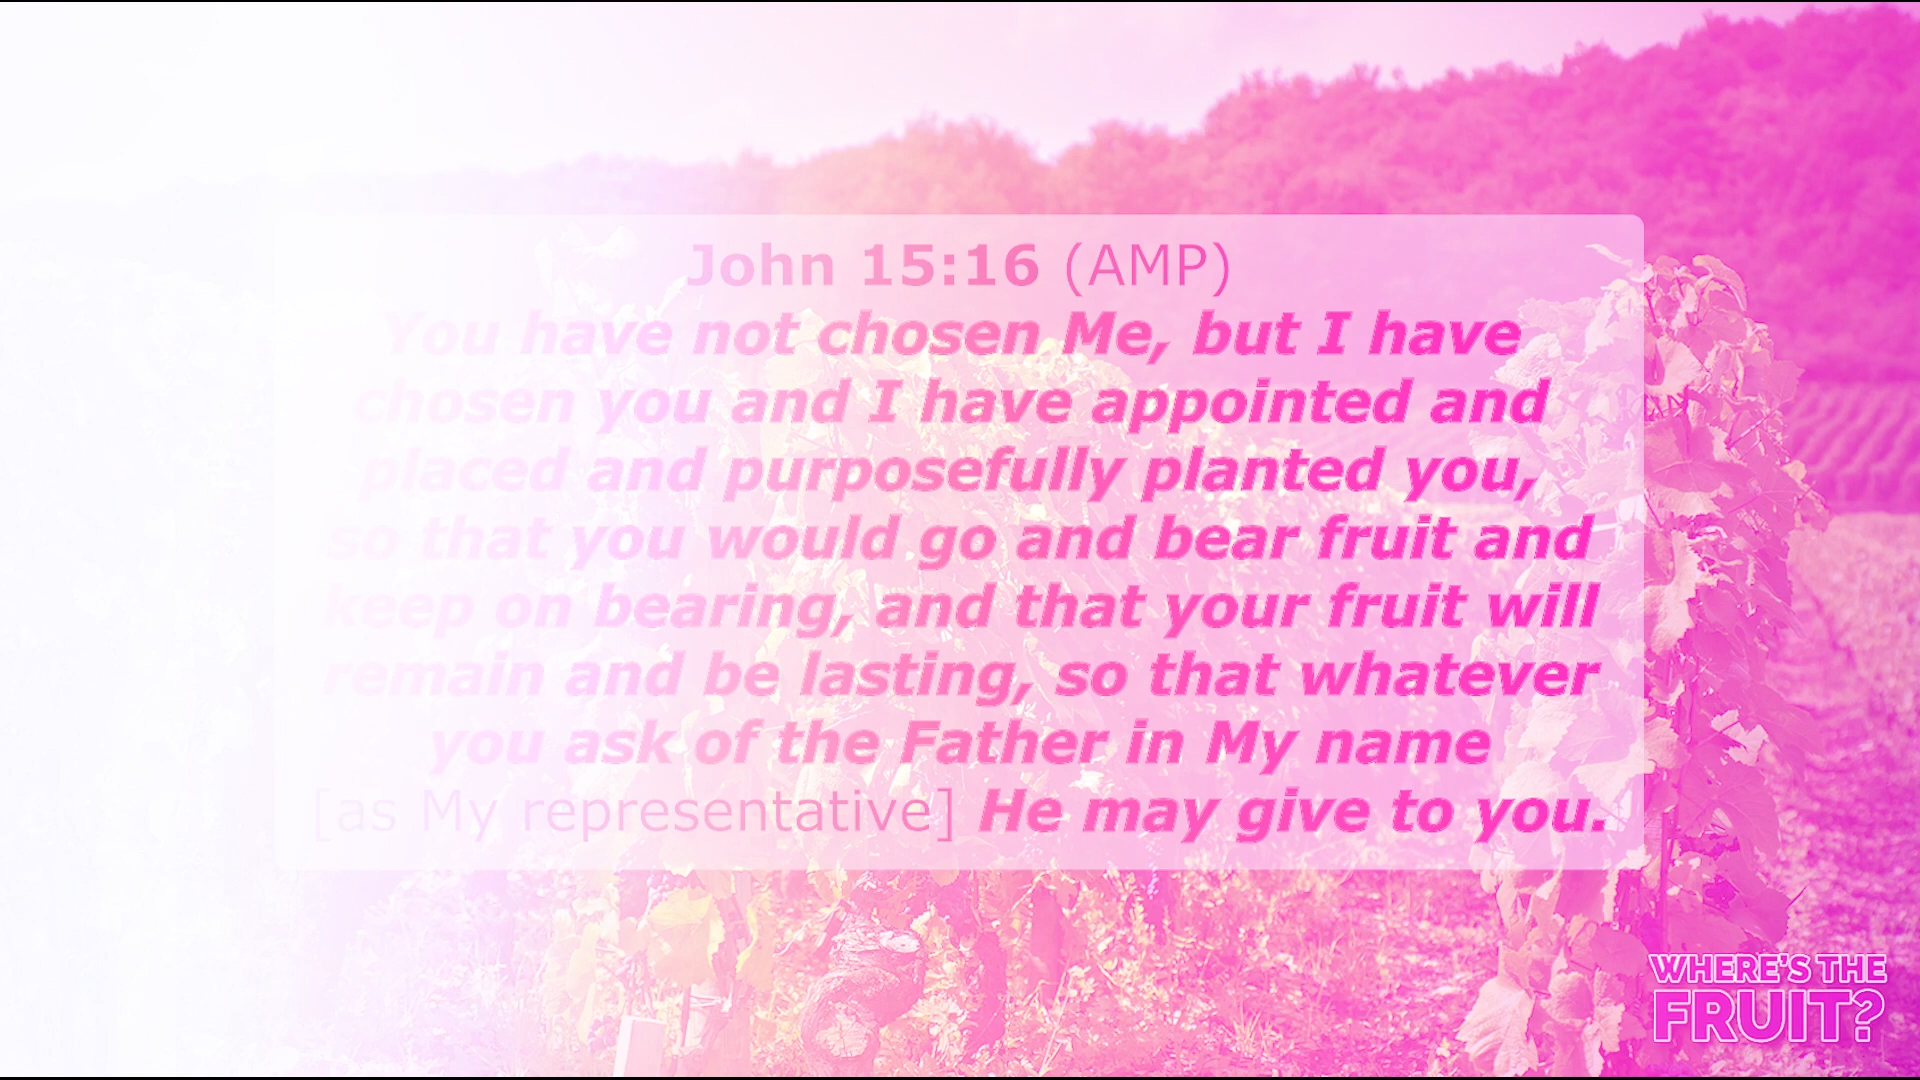 John 15:16 (AMP)
You have not chosen Me, but I have
chosen you and I have appointed and
placed and purposefully planted you,
so that you would go and bear fruit and
keep on bearing, and that your fruit will
remain and be lasting, so that whatever
you ask of the Father in My name
[as My representative] He may give to you.
WHERE'S THE
FRUIT?